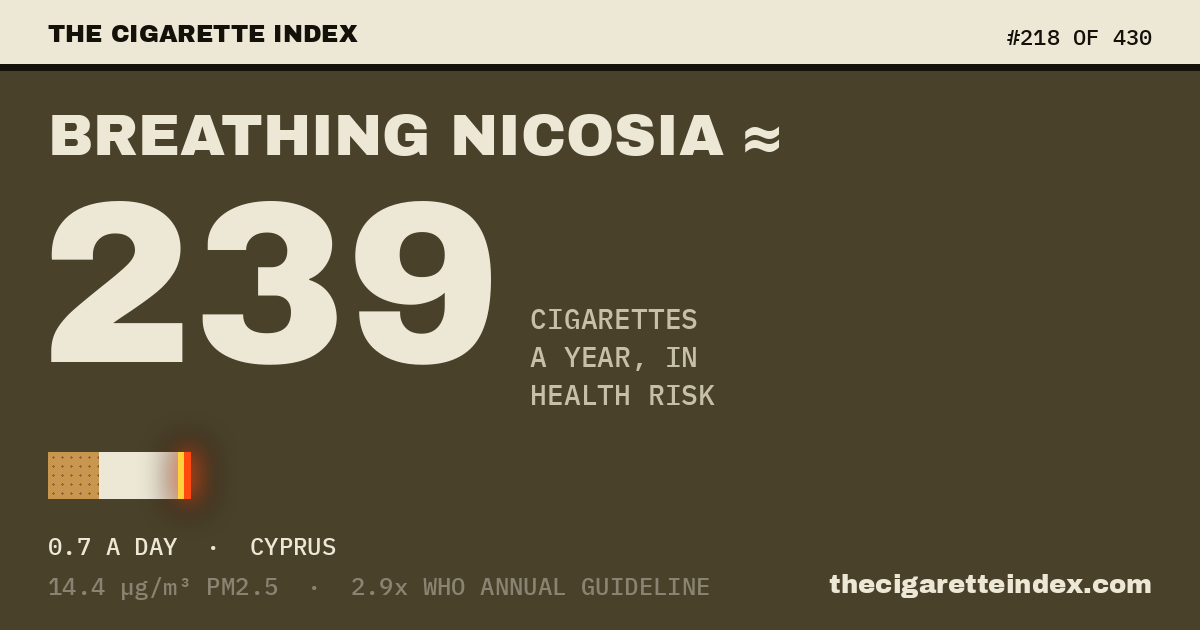 THE CIGARETTE INDEX
#218 OF 430
BREATHING NICOSIA ≈
239
CIGARETTES
A YEAR, IN
HEALTH RISK
0.7 A DAY · CYPRUS
14.4 µg/m³ PM2.5 · 2.9x WHO ANNUAL GUIDELINE
thecigaretteindex.com